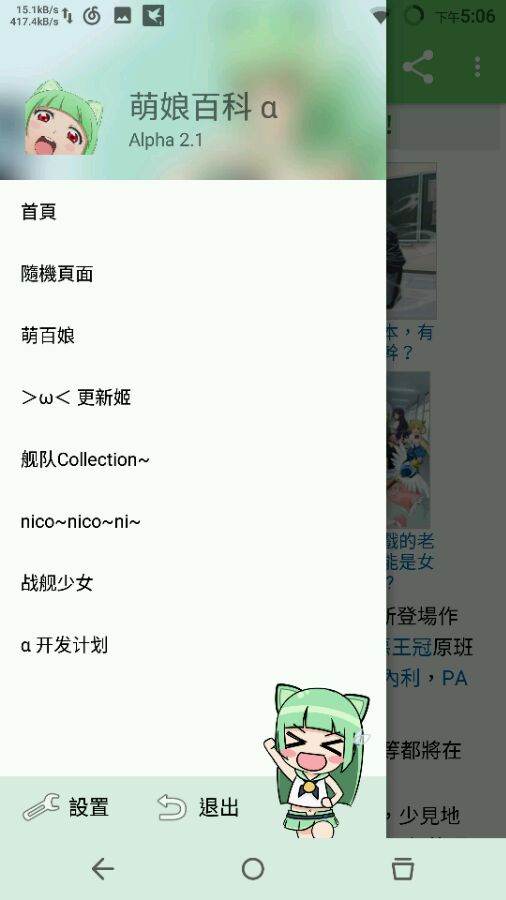 15.1kB/s
417.4kB/s
下午5:06
萌娘百科 α
Alpha 2.1
首頁
隨機頁面
萌百娘
＞ω＜ 更新姬
舰队Collection~
nico~nico~ni~
战舰少女
α 开发计划
設置
退出
!
本，有
幹？
戲的老
能是女
?
新登場作
王冠原班
內利，PA
等都將在
，少見地